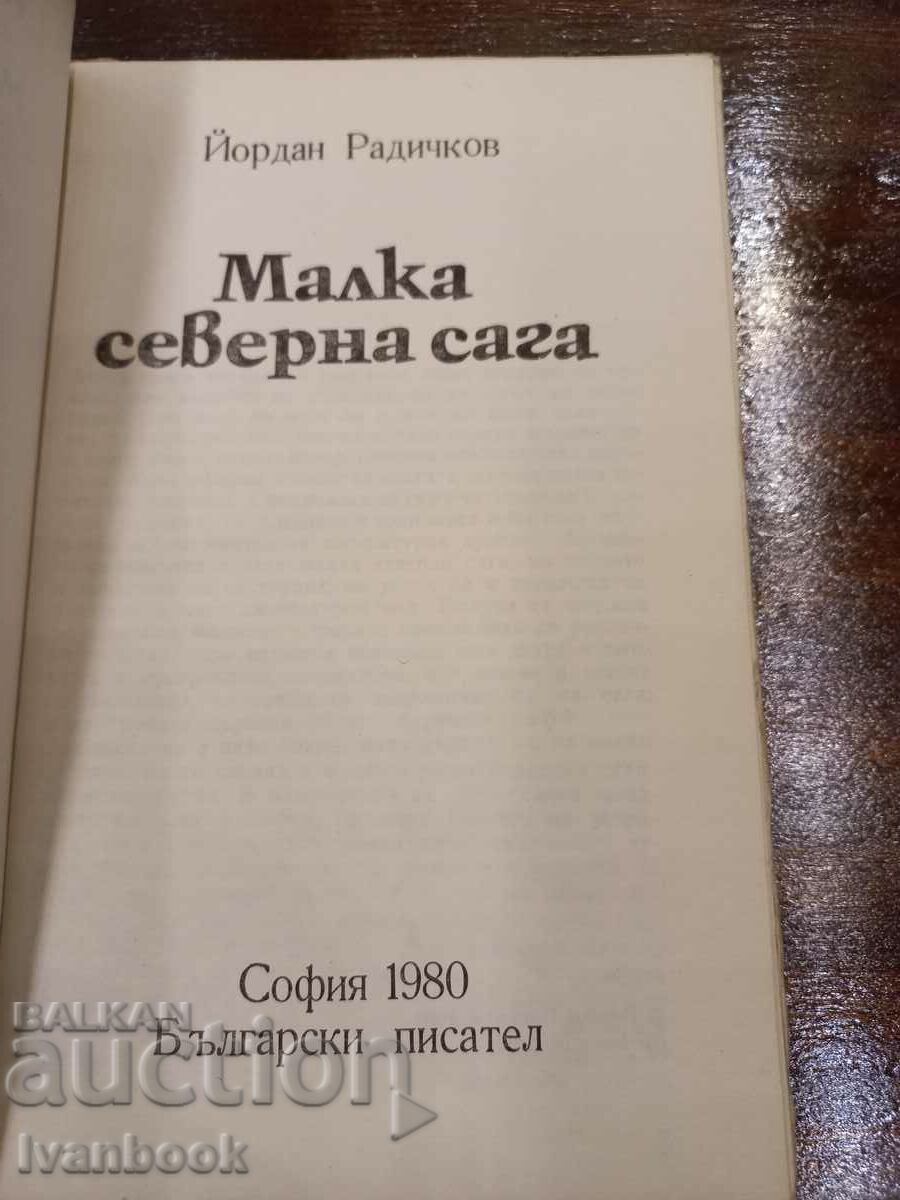 Йордан Радичков
Малка
северна сага
София 1980
Български писател
BALKAN
auction
Ivanbook